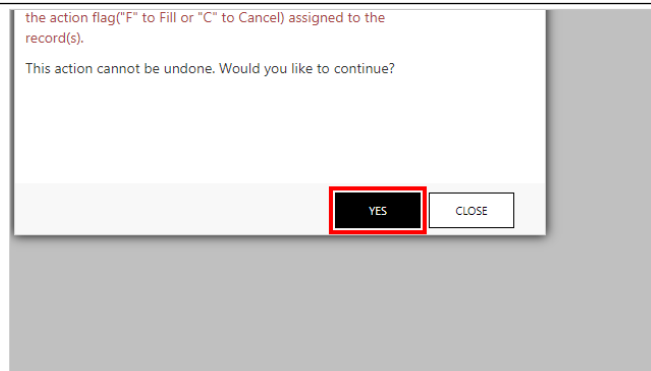 the action flag("F" to Fill or "C" to Cancel) assigned to the
record(s).
This action cannot be undone. Would you like to continue?
YES
CLOSE